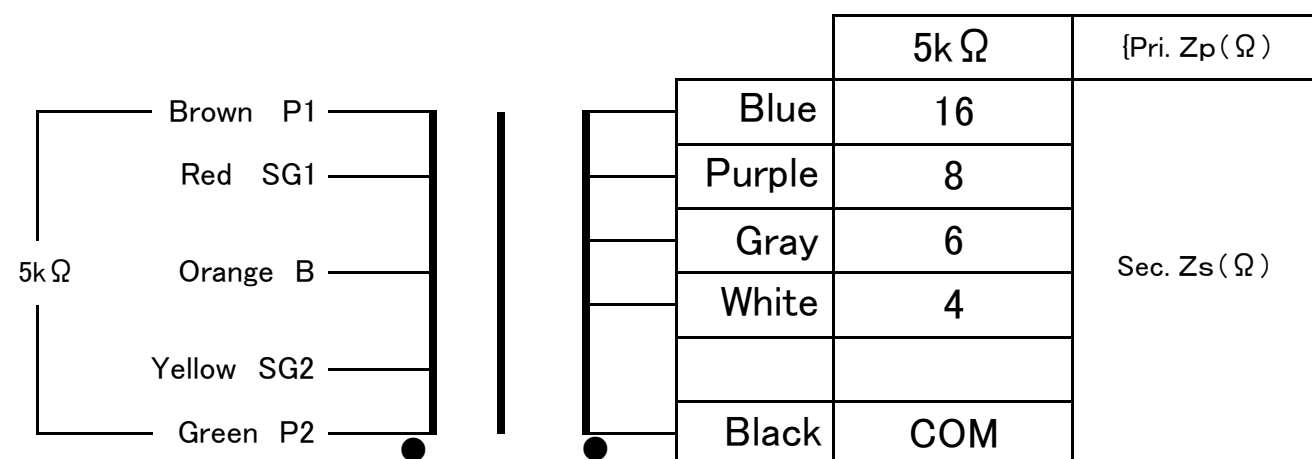 5kΩ {Pri. Zp(Ω)
Brown P1 Blue 16
Red SG1 Purple 8
Gray 6
5kΩ Orange B Sec. Zs(Ω)
White 4
Yellow SG2
Green P2 Black COM